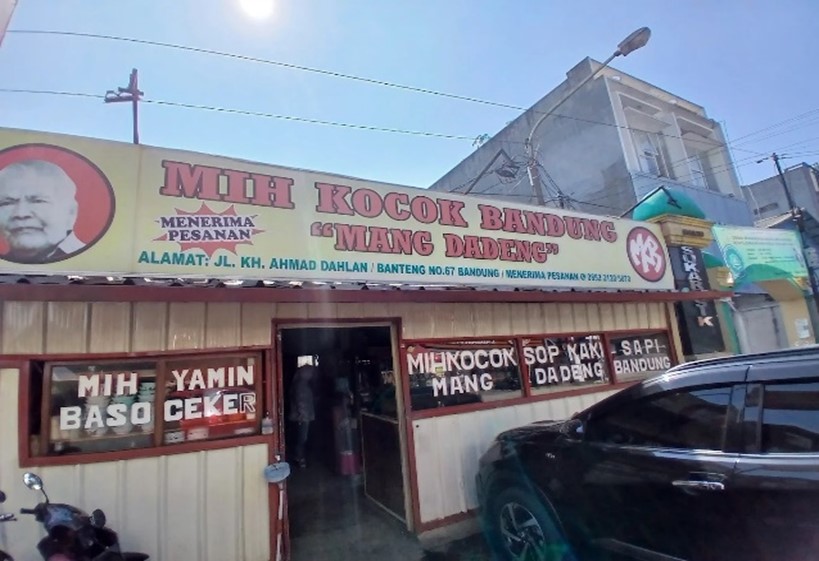 MIH KOCOK BANDUNG
"MANG DADENG"
MENERIMA
PESANAN
ALAMAT: JL. KH. AHMAD DAHLAN / BANTENG NO.67 BANDUNG / MENERIMA PESANAN
MKB
MIH YAMIN
BASO CEKER
MIHKOCOK
MANG
SOP KAKI
DADENG
SAPI
BANDUNG